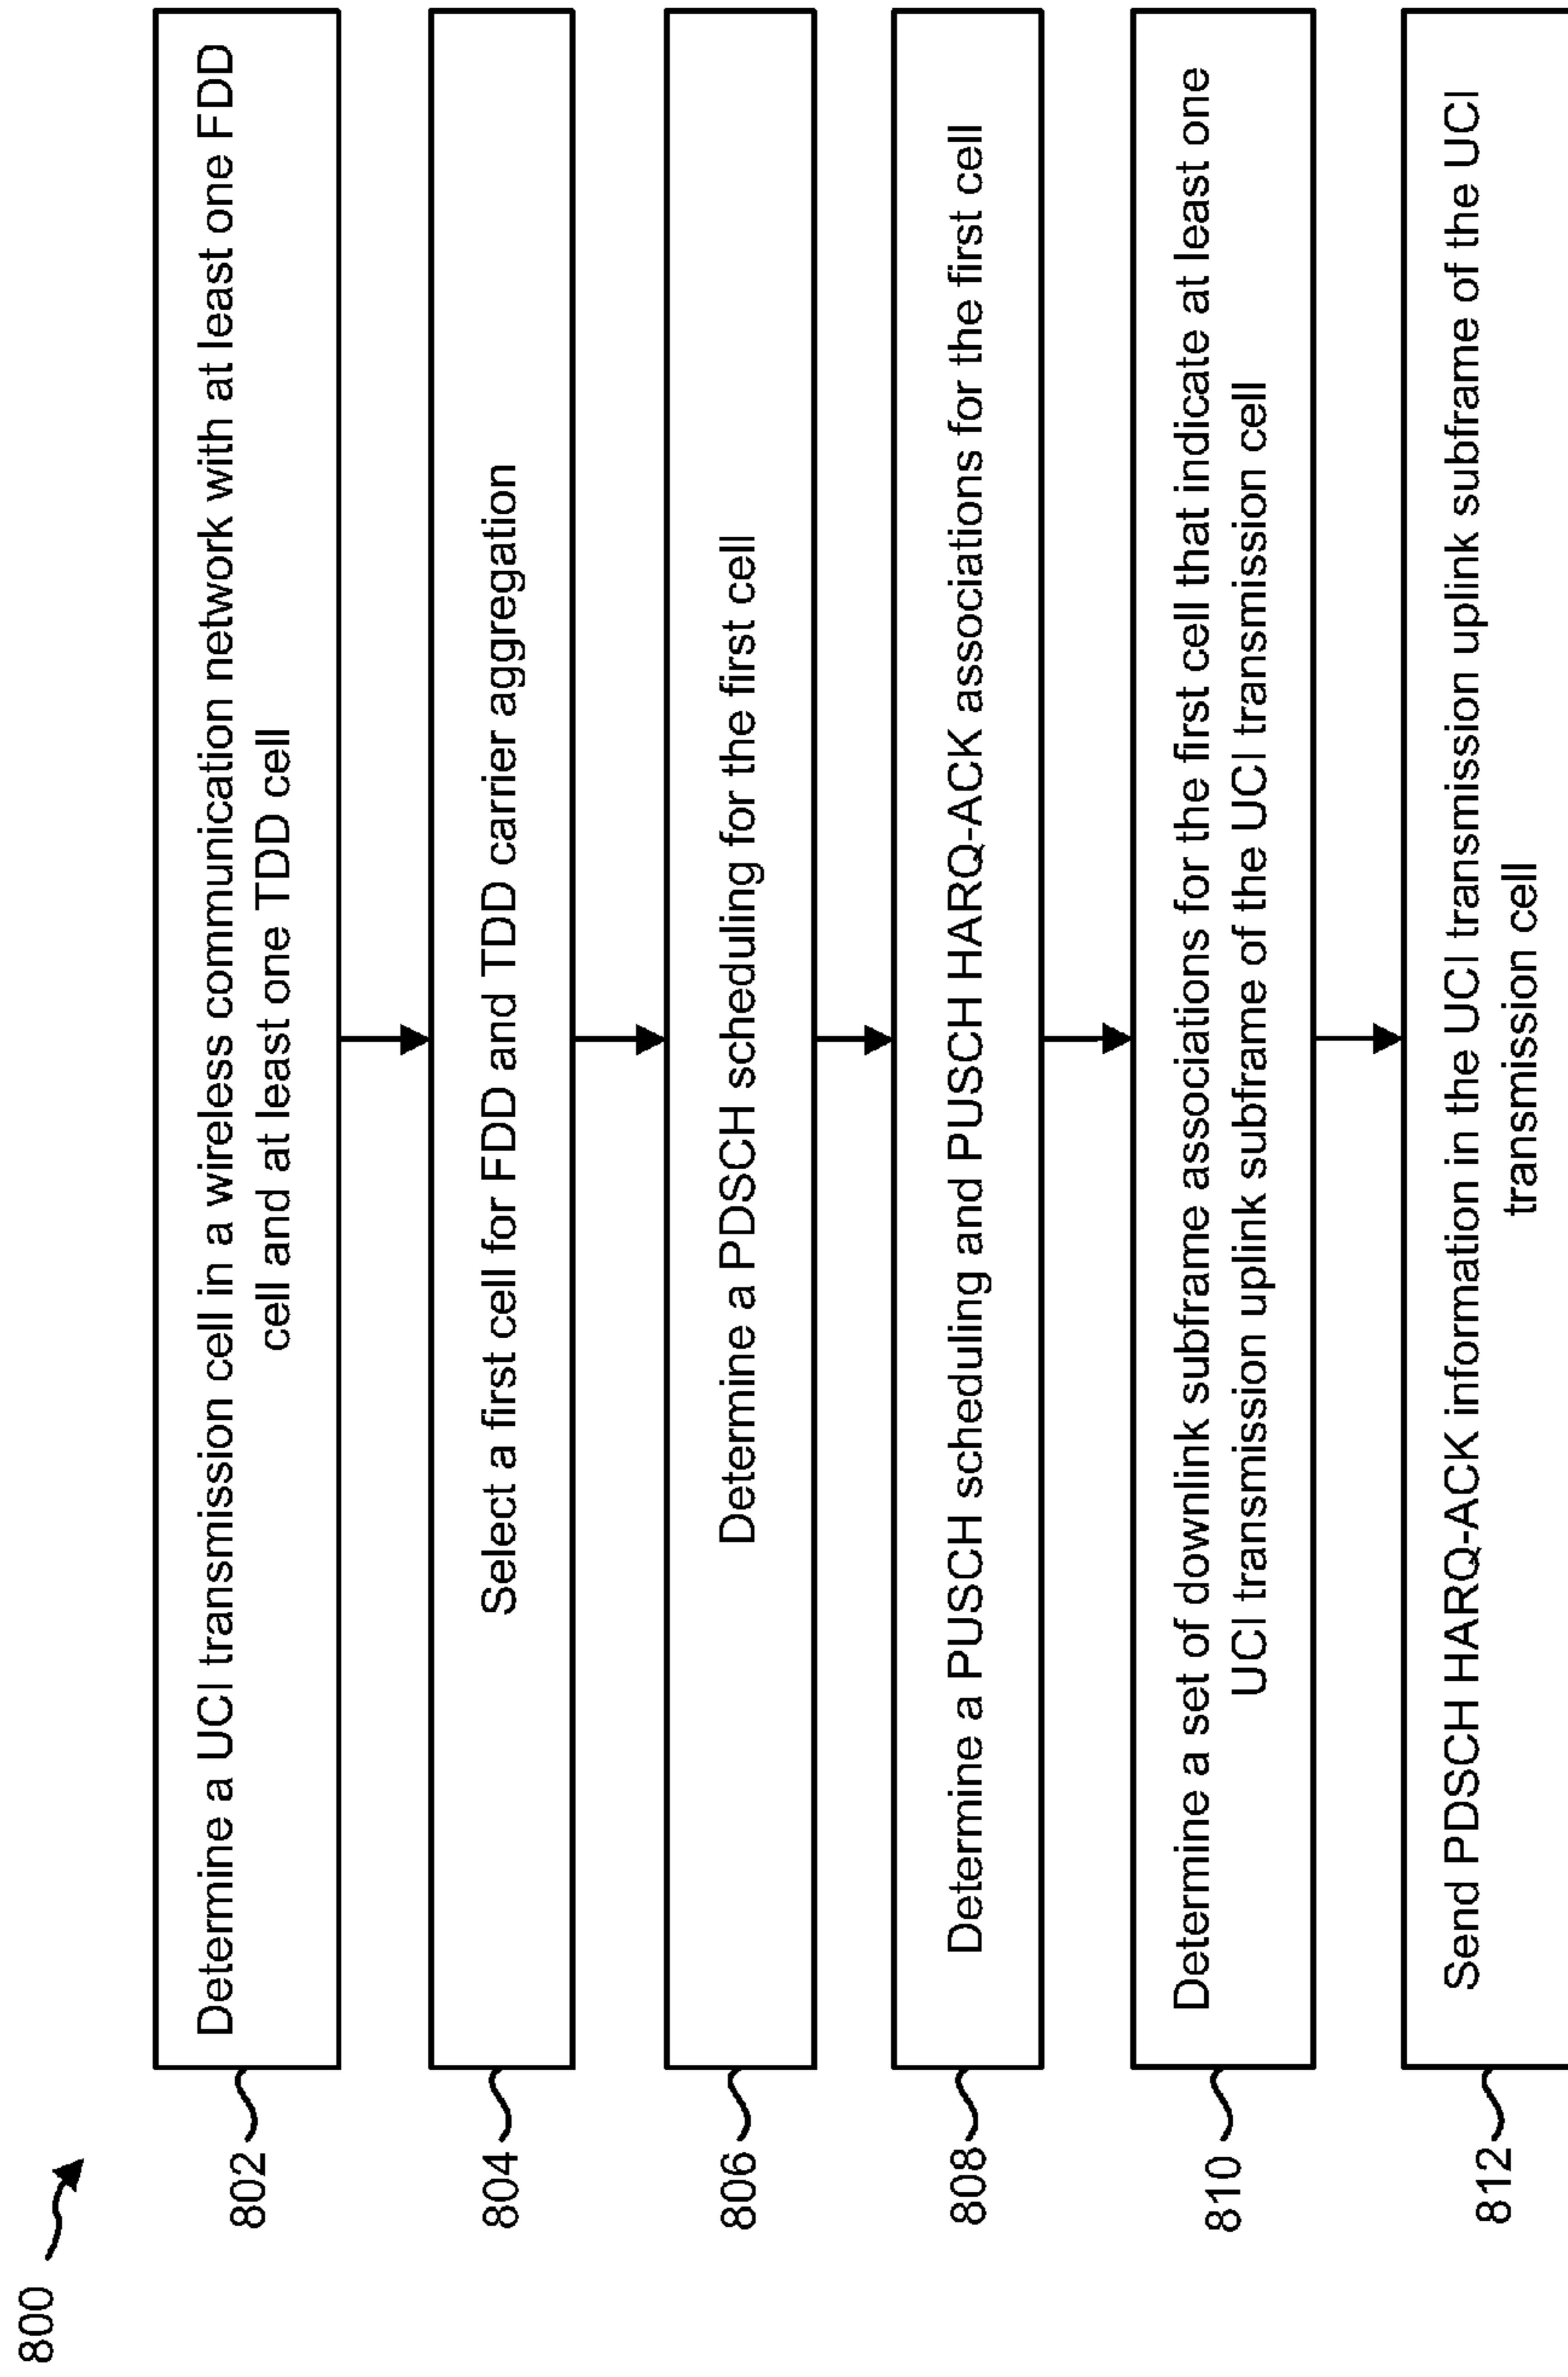 800
802
Determine a UCI transmission cell in a wireless communication network with at least one FDD
cell and at least one TDD cell
804
Select a first cell for FDD and TDD carrier aggregation
806
Determine a PDSCH scheduling for the first cell
808
Determine a PUSCH scheduling and PUSCH HARQ-ACK associations for the first cell
810
Determine a set of downlink subframe associations for the first cell that indicate at least one
UCI transmission uplink subframe of the UCI transmission cell
812
Send PDSCH HARQ-ACK information in the UCI transmission uplink subframe of the UCI
transmission cell